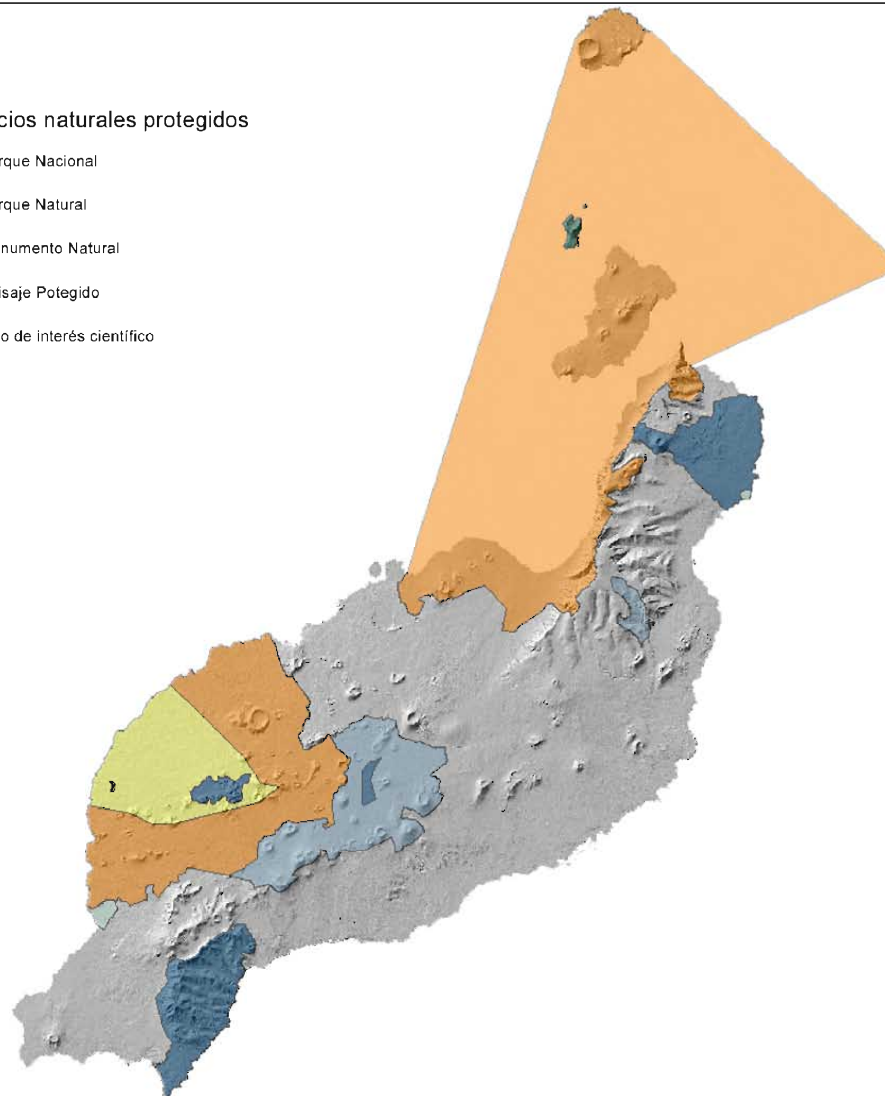 cios naturales protegidos
rque Nacional
rque Natural
numento Natural
isaje Potegido
o de interés científico